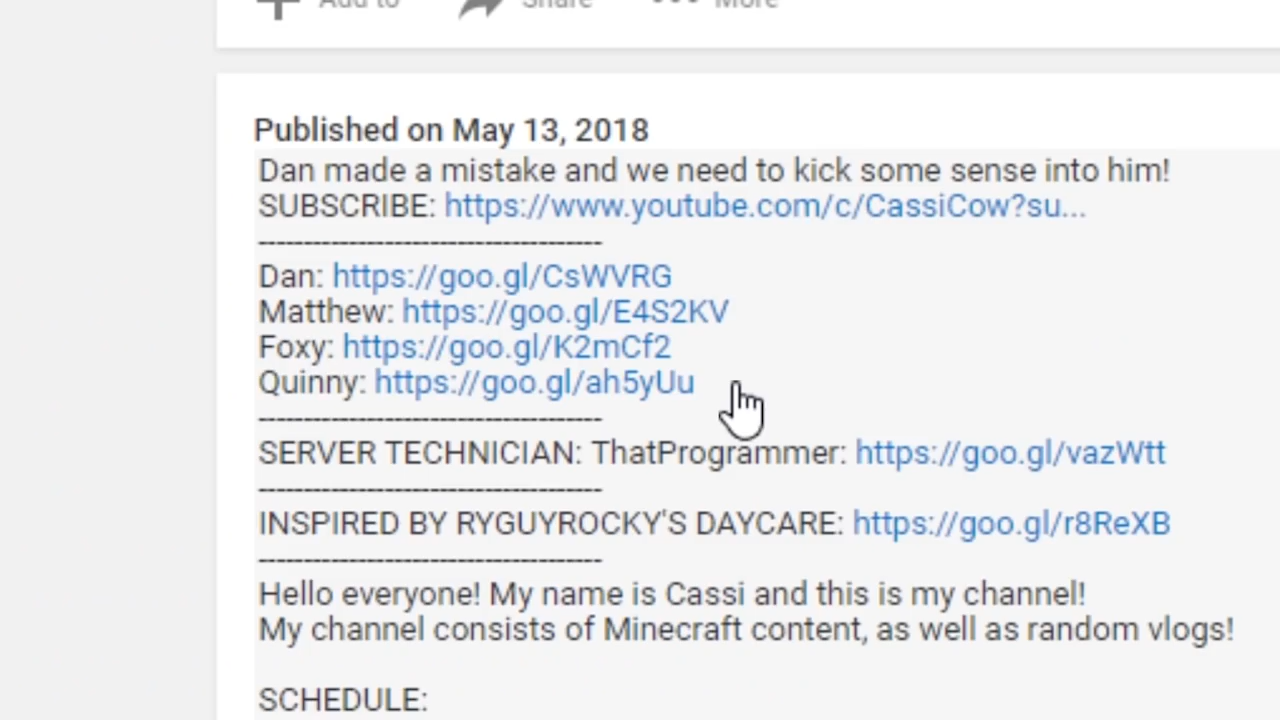 Add to Share More
Published on May 13, 2018
Dan made a mistake and we need to kick some sense into him!
SUBSCRIBE: https://www.youtube.com/c/CassiCow?su...
--------------------------------------
Dan: https://goo.gl/CsWVRG
Matthew: https://goo.gl/E4S2KV
Foxy: https://goo.gl/K2mCf2
Quinny: https://goo.gl/ah5yUu
--------------------------------------
SERVER TECHNICIAN: ThatProgrammer: https://goo.gl/vazWtt
--------------------------------------
INSPIRED BY RYGUYROCKY'S DAYCARE: https://goo.gl/r8ReXB
--------------------------------------
Hello everyone! My name is Cassi and this is my channel!
My channel consists of Minecraft content, as well as random vlogs!
SCHEDULE: